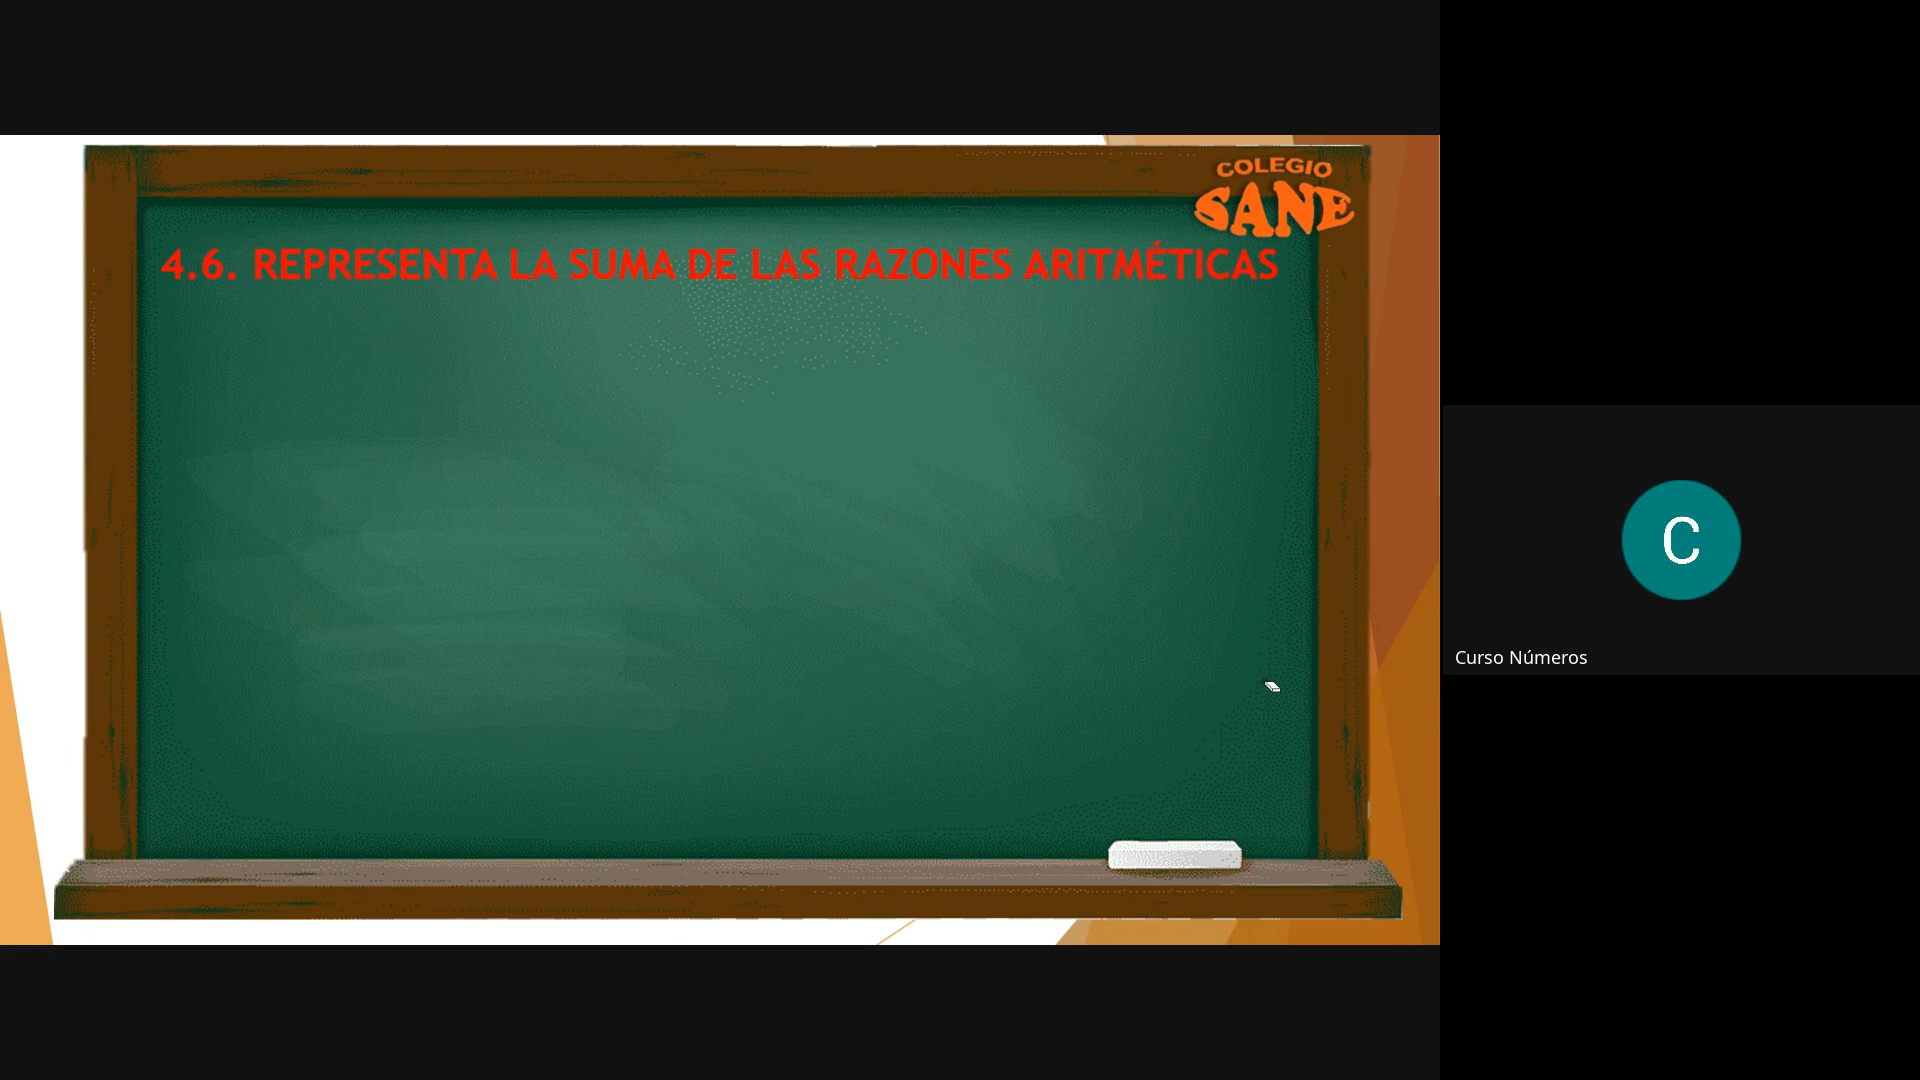 COLEGIO
SANE
4.6. REPRESENTA LA SUMA DE LAS RAZONES ARITMÉTICAS
C
Curso Números